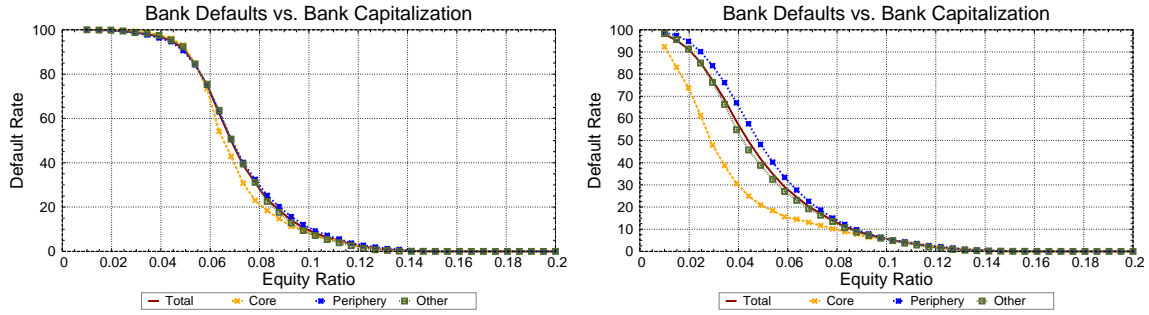 Bank Defaults vs. Bank Capitalization
Default Rate
100
80
60
40
20
0
0 0.02 0.04 0.06 0.08 0.1 0.12 0.14 0.16 0.18 0.2
Equity Ratio
Total Core Periphery Other
Bank Defaults vs. Bank Capitalization
Default Rate
100
90
80
70
60
50
40
30
20
10
0
0 0.02 0.04 0.06 0.08 0.1 0.12 0.14 0.16 0.18 0.2
Equity Ratio
Total Core Periphery Other